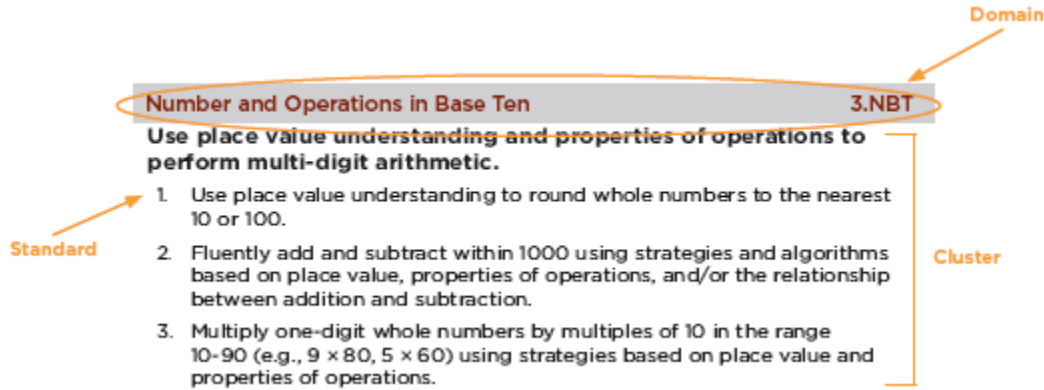 Domain
Number and Operations in Base Ten 3.NBT
Use place value understanding and properties of operations to
perform multi-digit arithmetic.
1. Use place value understanding to round whole numbers to the nearest
10 or 100.
Standard
2. Fluently add and subtract within 1000 using strategies and algorithms
based on place value, properties of operations, and/or the relationship
between addition and subtraction.
Cluster
3. Multiply one-digit whole numbers by multiples of 10 in the range
10-90 (e.g., 9 × 80, 5 × 60) using strategies based on place value and
properties of operations.